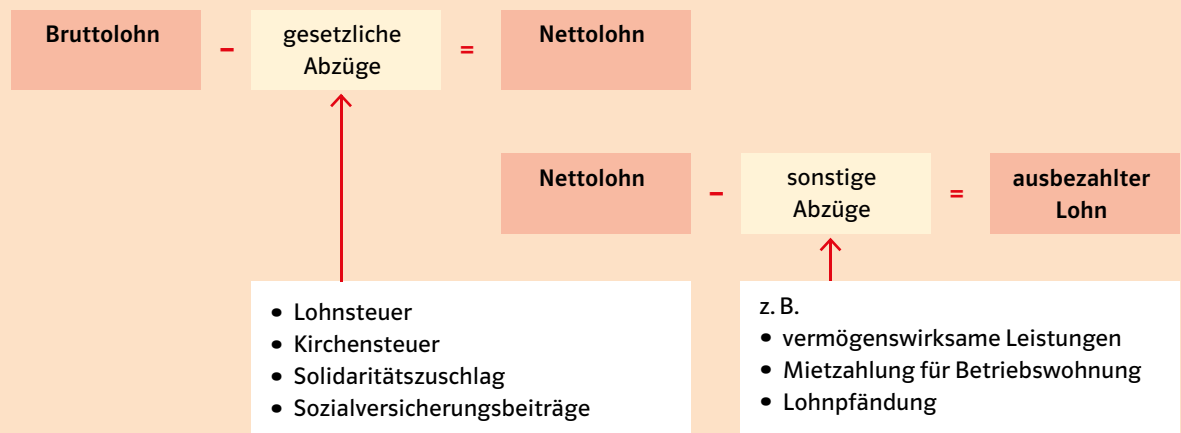 Bruttolohn – gesetzliche Abzüge = Nettolohn
Nettolohn – sonstige Abzüge = ausbezahlter Lohn
• Lohnsteuer
• Kirchensteuer
• Solidaritätszuschlag
• Sozialversicherungsbeiträge
z. B.
• vermögenswirksame Leistungen
• Mietzahlung für Betriebswohnung
• Lohnpfändung